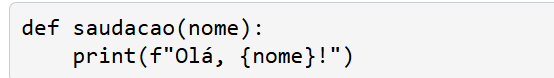 def saudacao(nome):
    print(f"Olá, {nome}!")